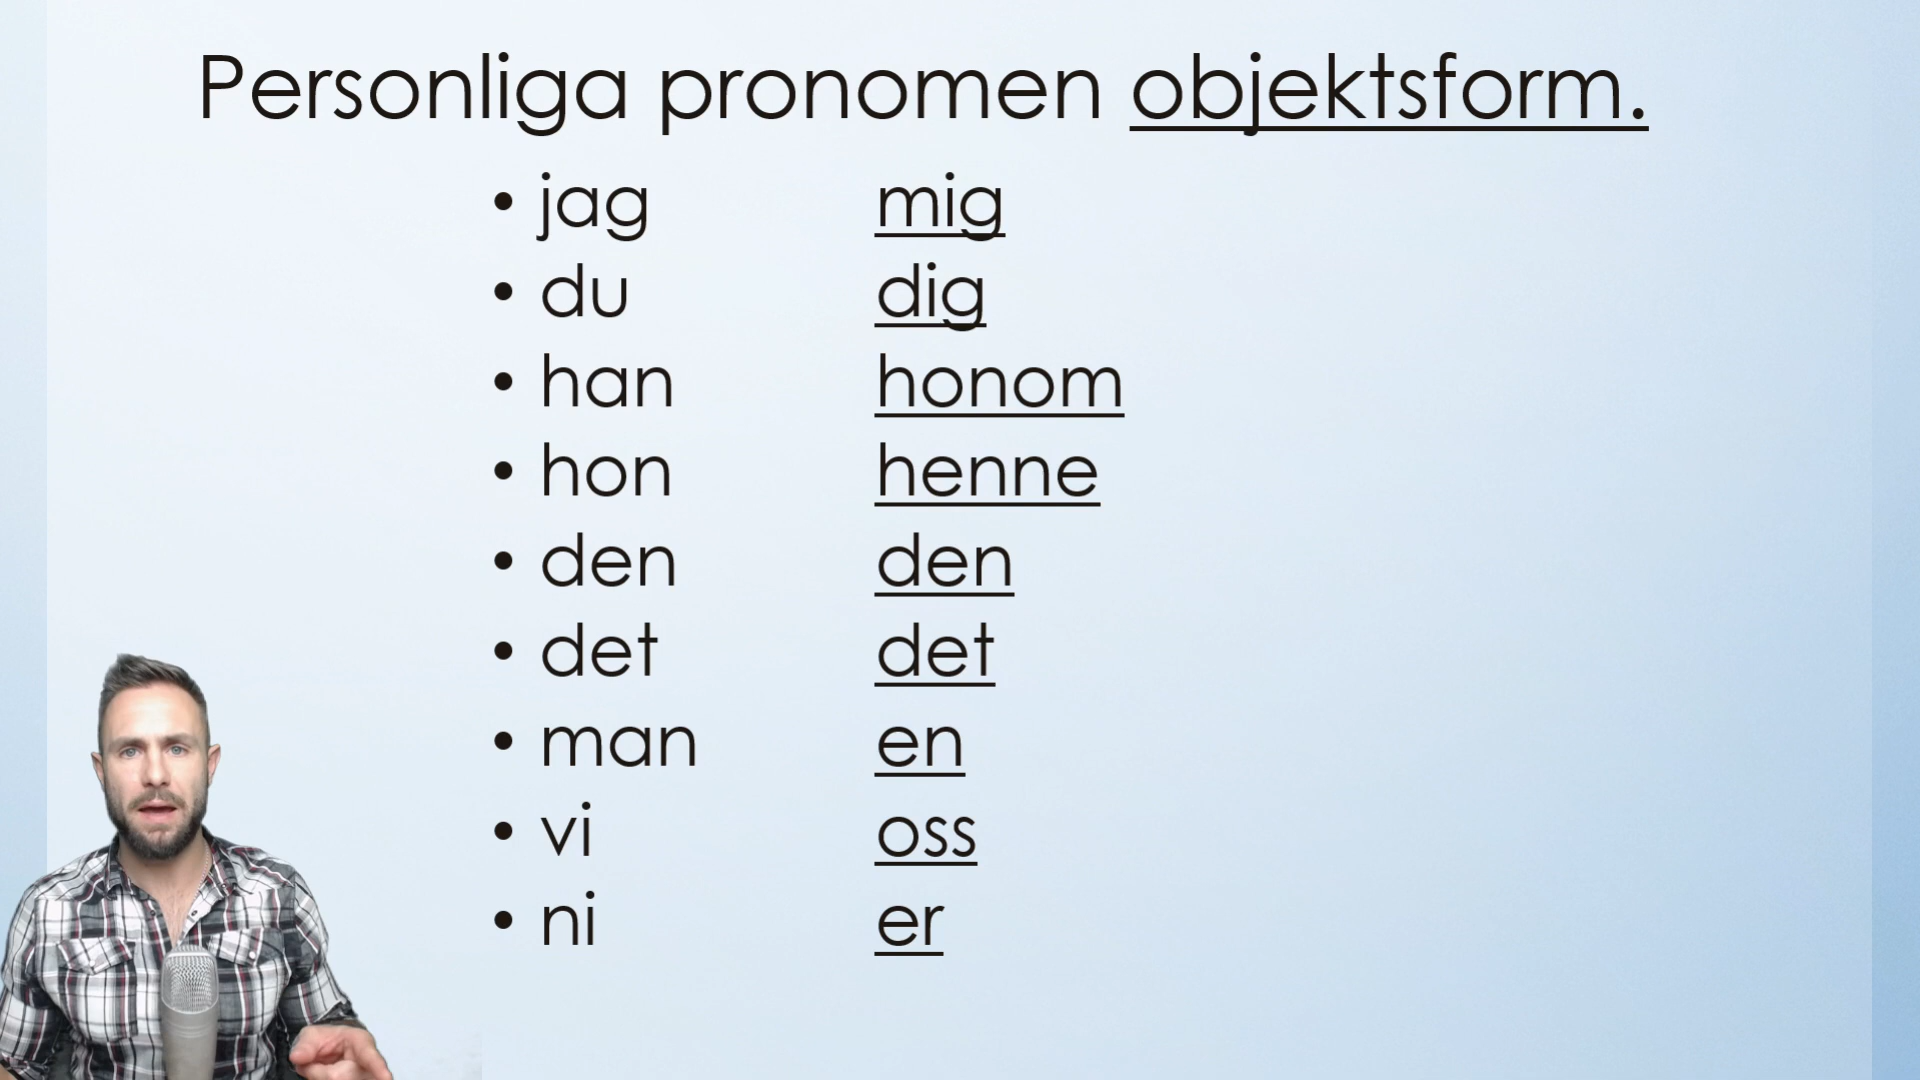 Personliga pronomen objektsform.
• jag mig
• du dig
• han honom
• hon henne
• den den
• det det
• man en
• vi oss
• ni er